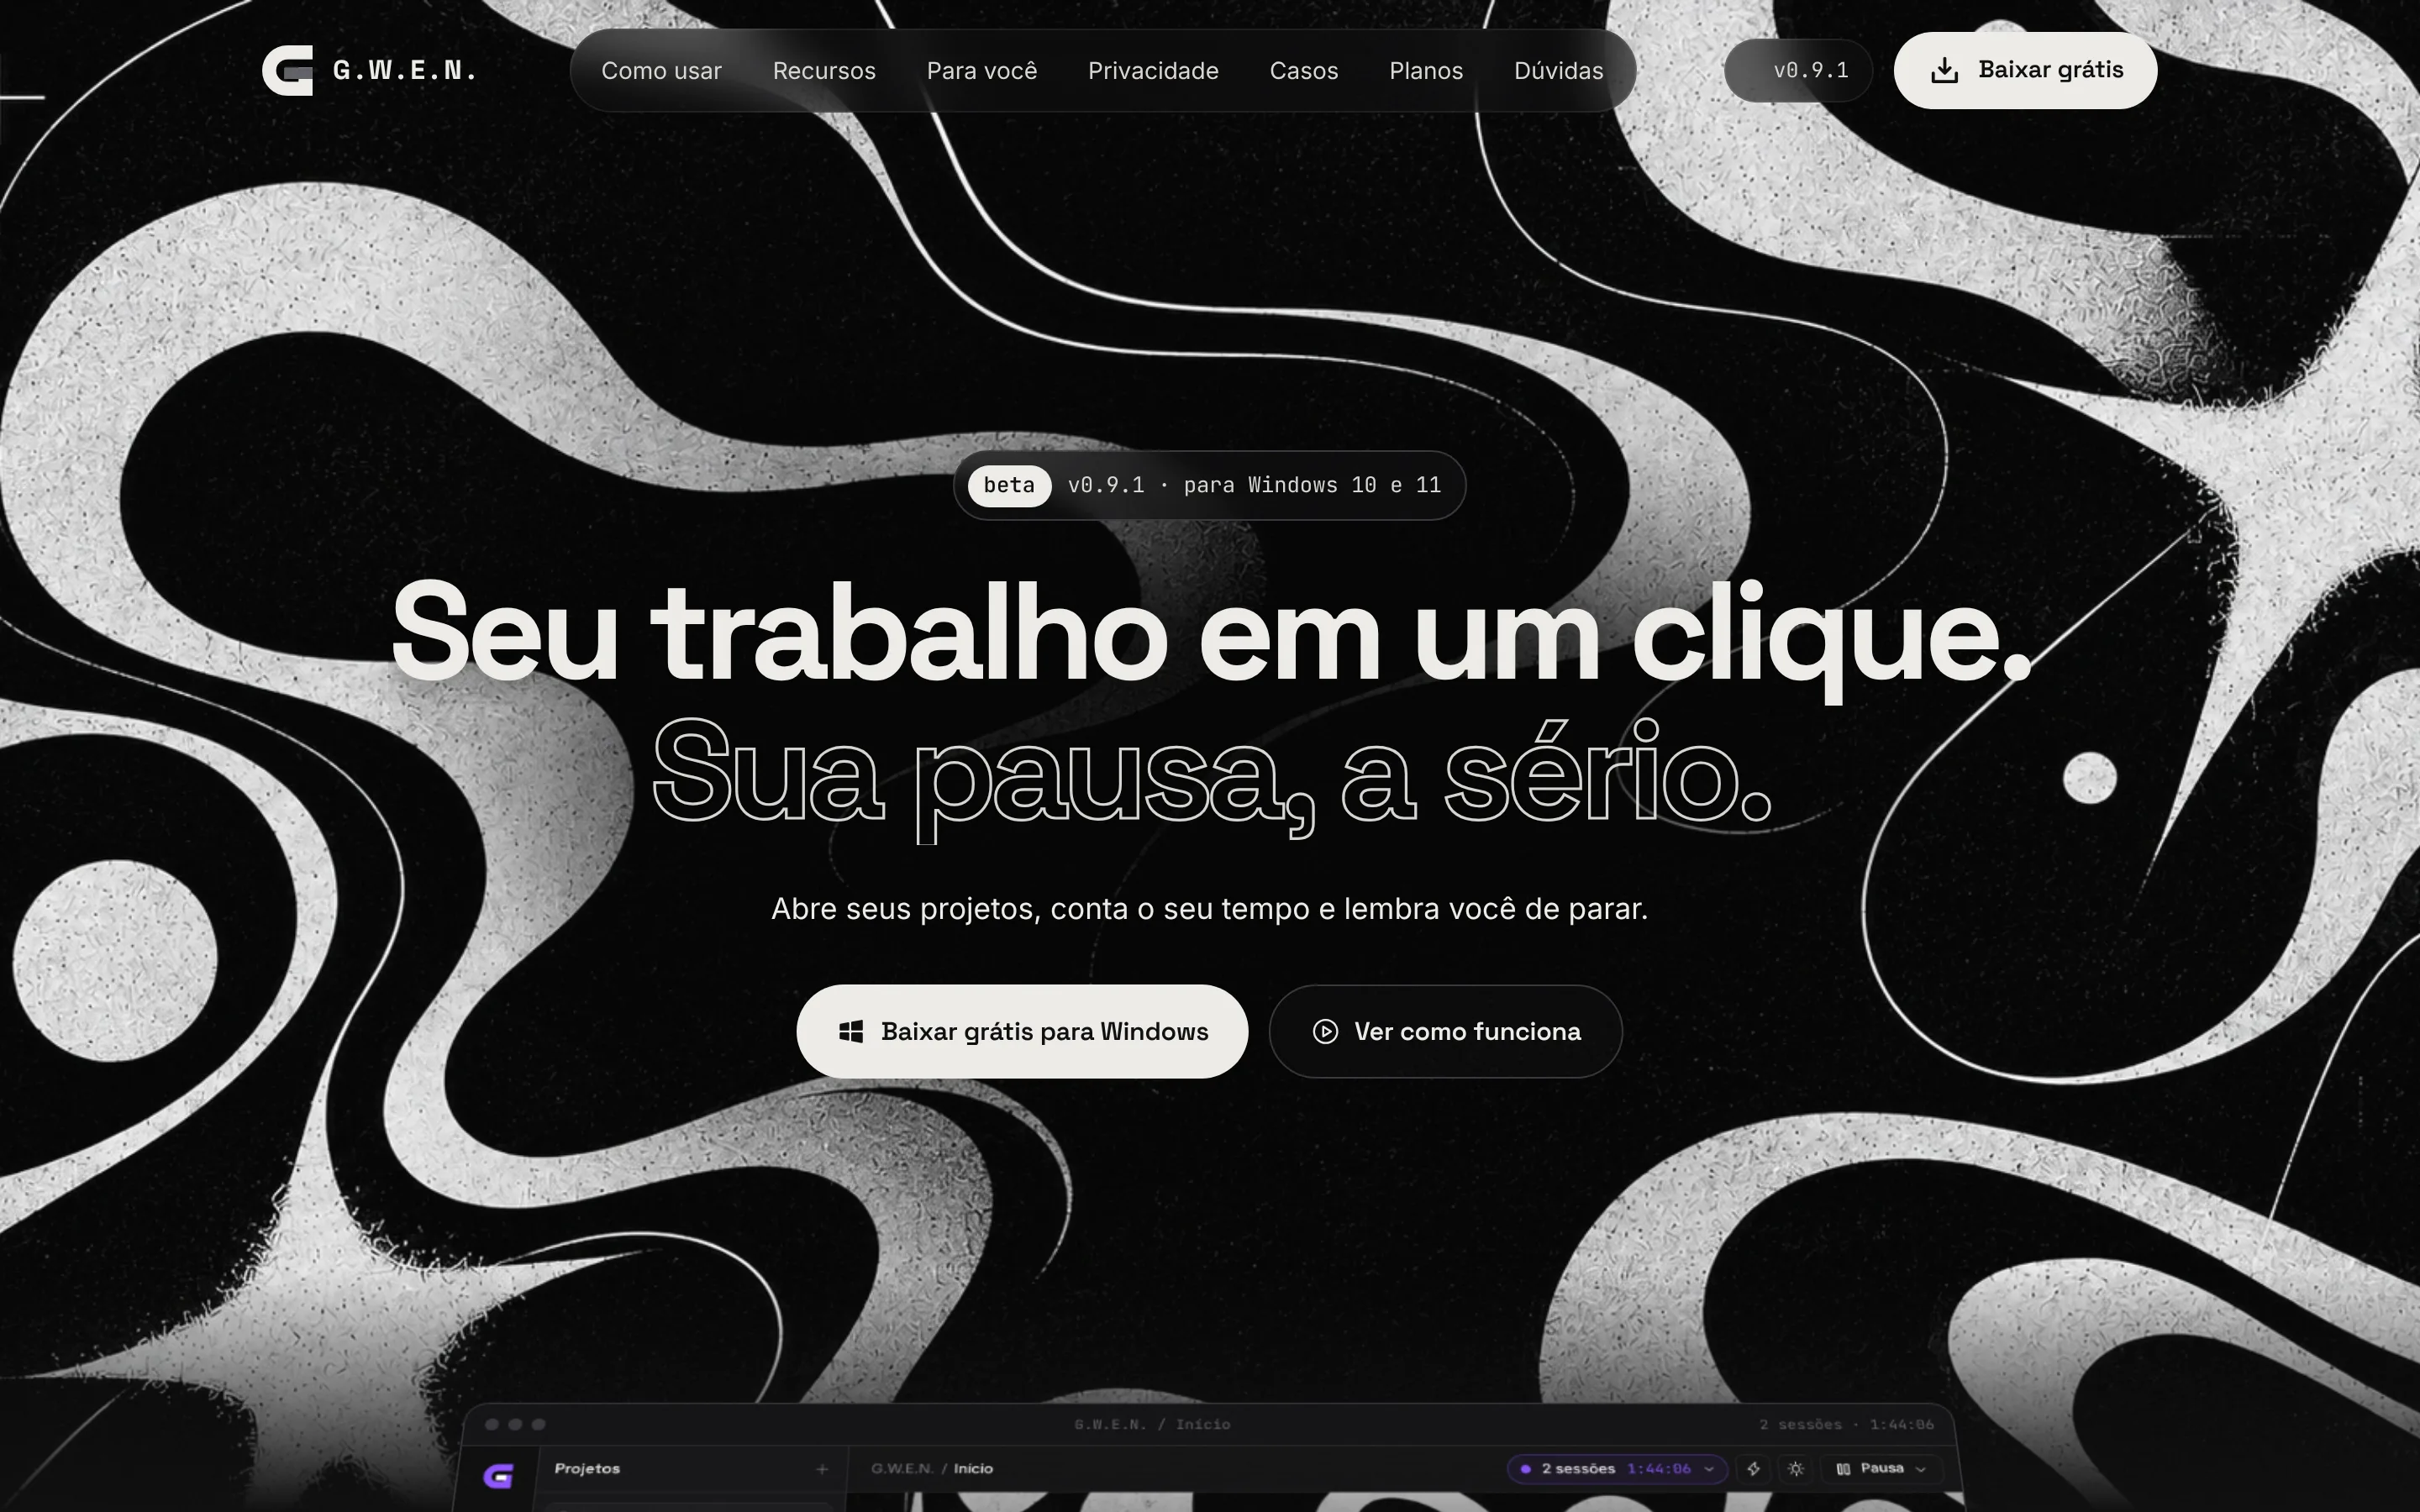 G.W.E.N.
Como usar Recursos Para você Privacidade Casos Planos Dúvidas
v0.9.1
Baixar grátis
beta v0.9.1 · para Windows 10 e 11
Seu trabalho em um clique.
Sua pausa, a sério.
Abre seus projetos, conta o seu tempo e lembra você de parar.
Baixar grátis para Windows
Ver como funciona
G.W.E.N. / Início
2 sessões · 1:44:06
Projetos +
G.W.E.N. / Início
2 sessões 1:44:06
Pausa